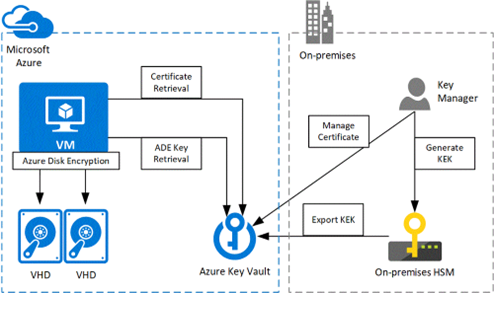 Microsoft
Azure
On-premises
Certificate
Retrieval
Key
Manager
VM
Manage
Certificate
Azure Disk Encryption
ADE Key
Retrieval
Generate
KEK
Export KEK
VHD
VHD
Azure Key Vault
On-premises HSM